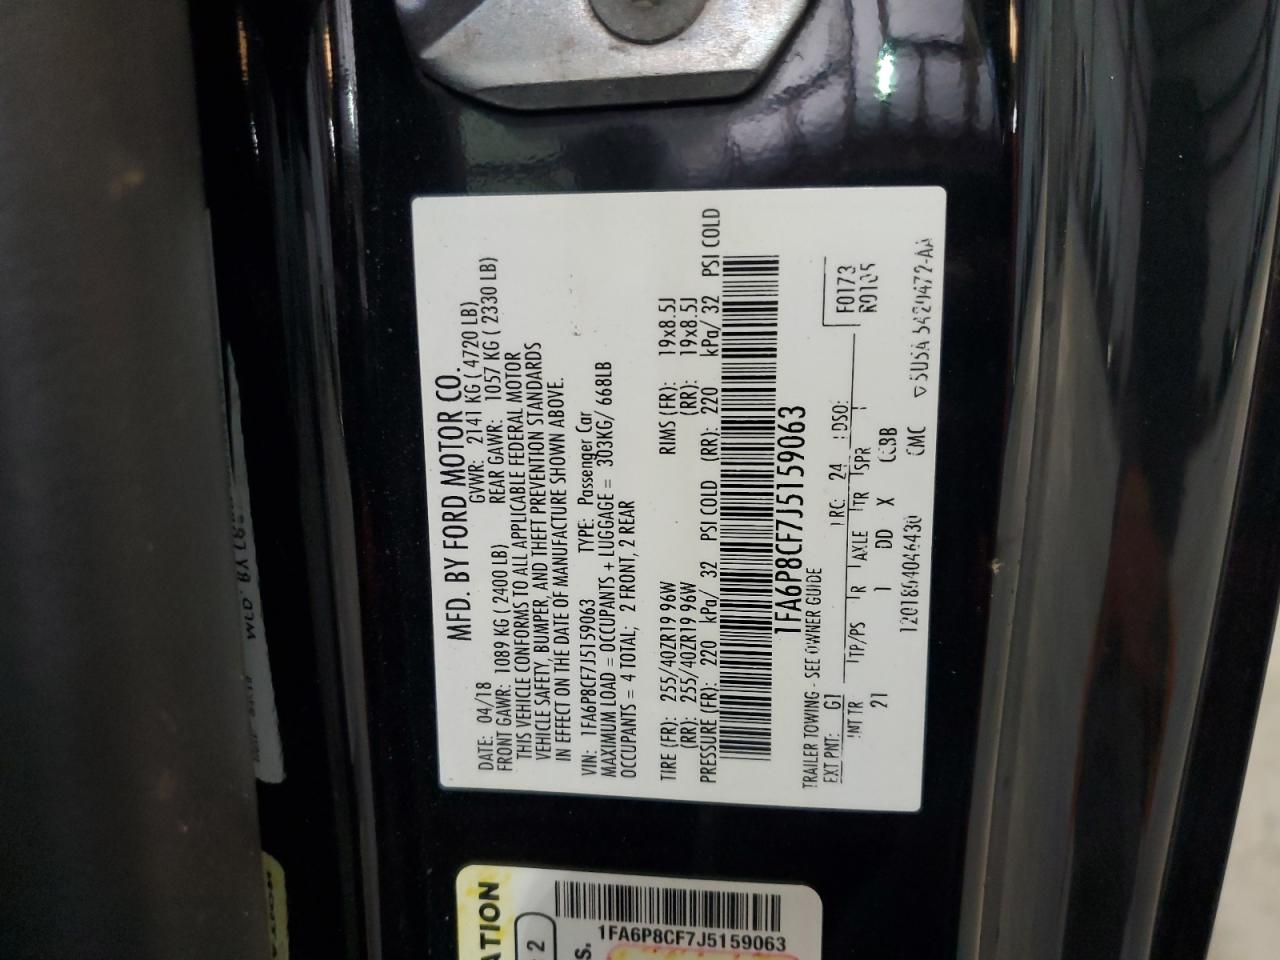 MFD. BY FORD MOTOR CO.
DATE: 04/18 GVWR: 2141 KG ( 4720 LB)
FRONT GAWR: 1089 KG ( 2400 LB) REAR GAWR: 1057 KG ( 2330 LB)
THIS VEHICLE CONFORMS TO ALL APPLICABLE FEDERAL MOTOR
VEHICLE SAFETY, BUMPER, AND THEFT PREVENTION STANDARDS
IN EFFECT ON THE DATE OF MANUFACTURE SHOWN ABOVE.
VIN: 1FA6P8CF7J5159063 TYPE: Passenger Car
MAXIMUM LOAD = OCCUPANTS + LUGGAGE = 303KG/ 668LB
OCCUPANTS = 4 TOTAL; 2 FRONT, 2 REAR
TIRE (FR): 255/40ZR19 96W RIMS (FR): 19x8.5J
(RR): 255/40ZR19 96W (RR): 19x8.5J
PRESSURE (FR): 220 kPa/ 32 PSI COLD (RR): 220 kPa/ 32 PSI COLD
1FA6P8CF7J5159063
TRAILER TOWING - SEE OWNER GUIDE
F0173
EXT PNT: G1 RC: 24 DSO:
INT TR TP/PS R AXLE TR SPR
21 1 DD X
12018 CMC
ATION
2
1FA6P8CF7J5159063
S.